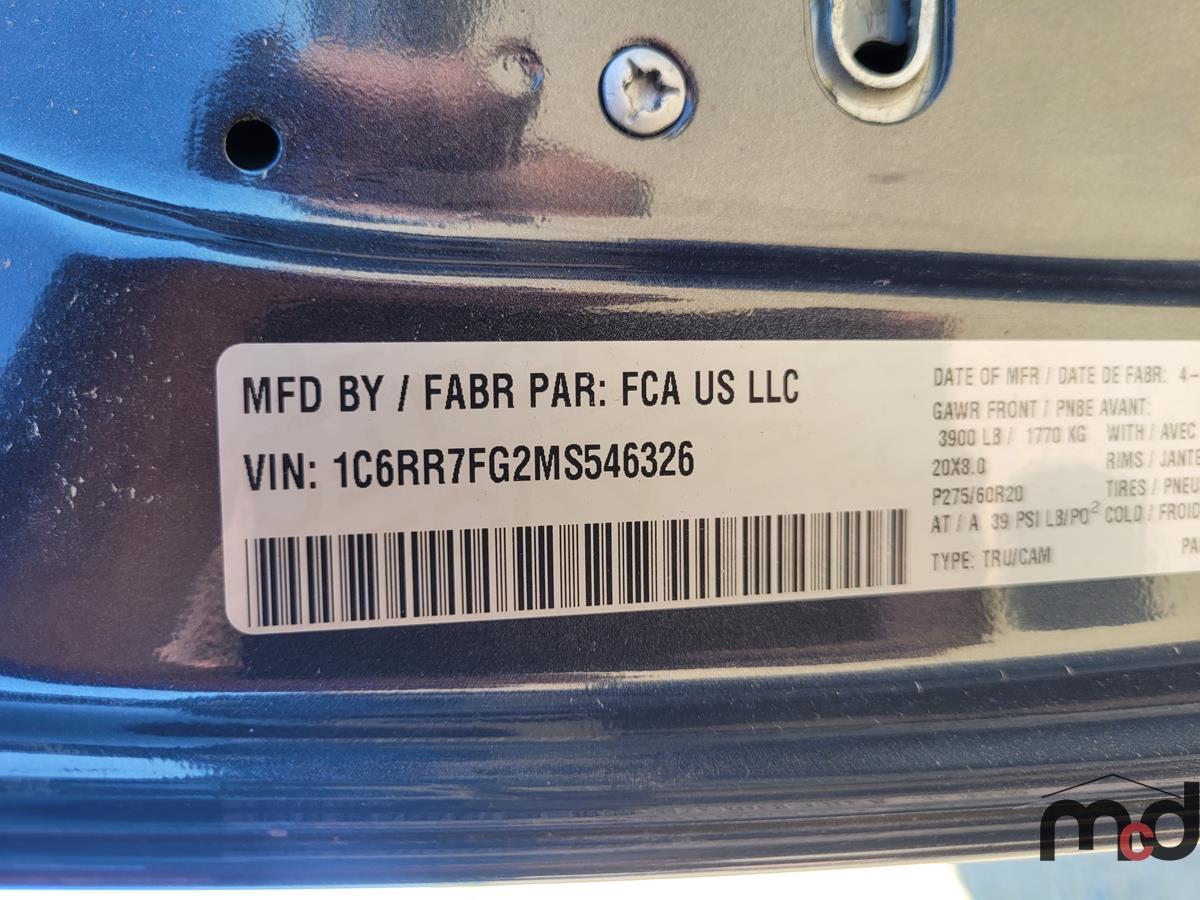 MFD BY / FABR PAR: FCA US LLC
VIN: 1C6RR7FG2MS546326
DATE OF MFR / DATE DE FABR: 4-
GAWR FRONT / PNBE AVANT:
3900 LB / 1770 KG WITH / AVEC
20X8.0 RIMS / JANTE
P275/60R20 TIRES / PNEUS
AT / A 39 PSI LB/PO² COLD / FROID
TYPE: TRU/CAM
mcd